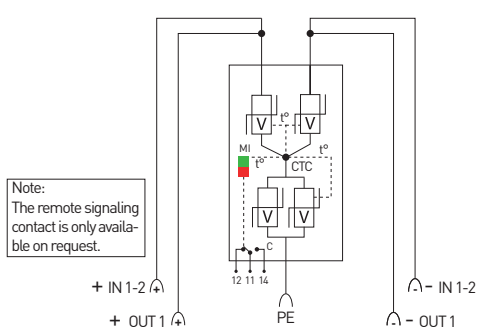 t°
V
V
MI
t°
t°
CTC
Note:
The remote signaling
contact is only availa-
ble on request.
V
V
C
12 11 14
+ IN 1-2
+
- - IN 1-2
+ OUT 1
+
PE
- - OUT 1